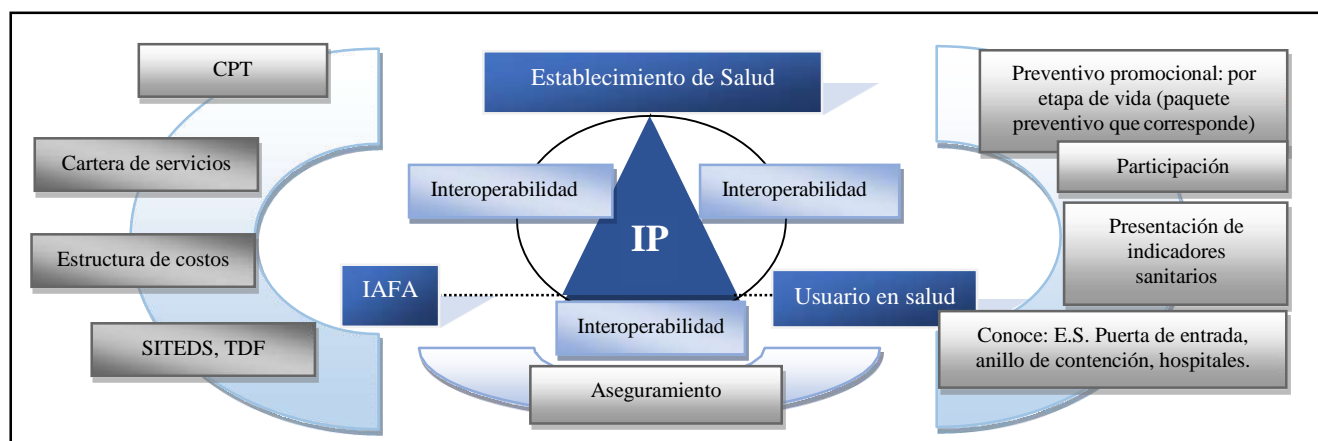 CPT
Cartera de servicios
Estructura de costos
SITEDS, TDF
Establecimiento de Salud
Interoperabilidad
Interoperabilidad
IP
IAFA
Usuario en salud
Interoperabilidad
Aseguramiento
Preventivo promocional: por
etapa de vida (paquete
preventivo que corresponde)
Participación
Presentación de
indicadores
sanitarios
Conoce: E.S. Puerta de entrada,
anillo de contención, hospitales.